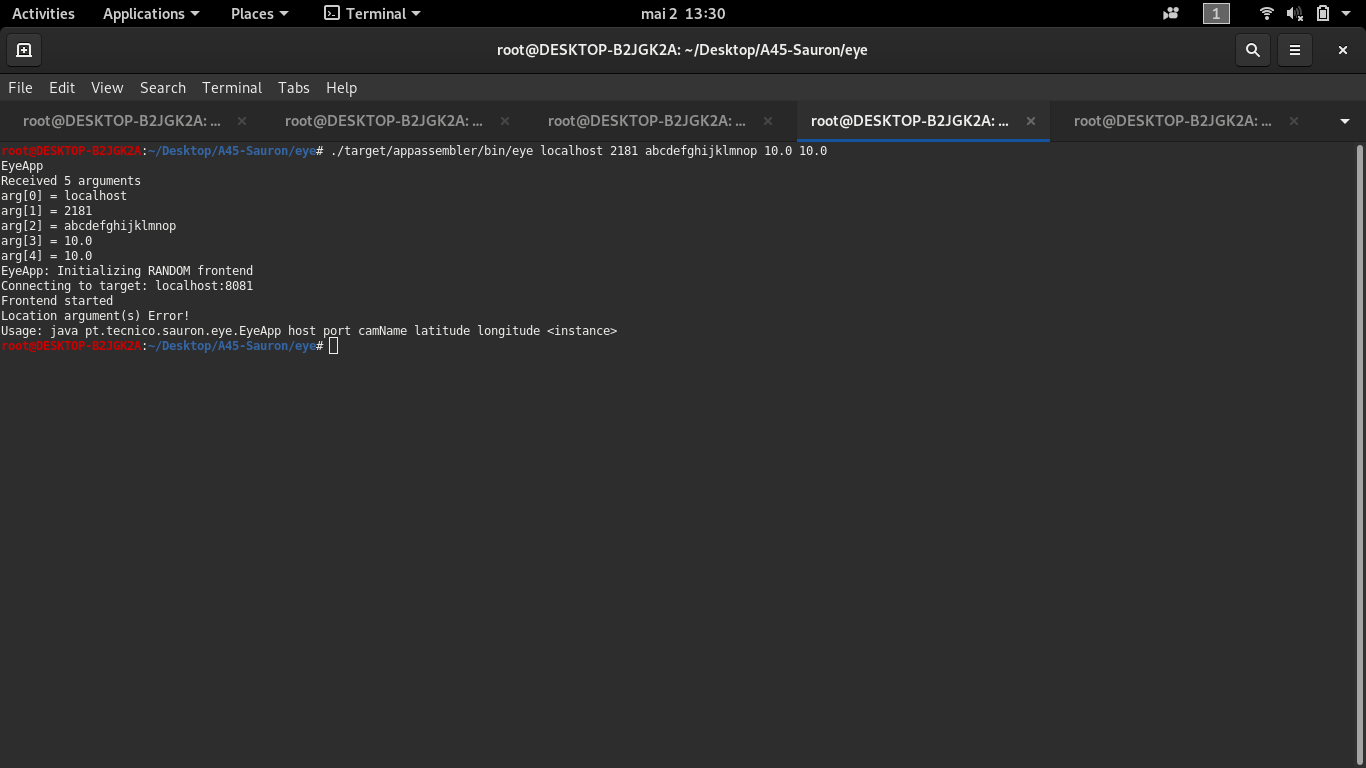 Activities Applications Places Terminal mai 2 13:30 1
root@DESKTOP-B2JGK2A: ~/Desktop/A45-Sauron/eye
File Edit View Search Terminal Tabs Help
root@DESKTOP-B2JGK2A: ... root@DESKTOP-B2JGK2A: ... root@DESKTOP-B2JGK2A: ... root@DESKTOP-B2JGK2A: ... root@DESKTOP-B2JGK2A: ...
root@DESKTOP-B2JGK2A:~/Desktop/A45-Sauron/eye# ./target/appassembler/bin/eye localhost 2181 abcdefghijklmnop 10.0 10.0
EyeApp
Received 5 arguments
arg[0] = localhost
arg[1] = 2181
arg[2] = abcdefghijklmnop
arg[3] = 10.0
arg[4] = 10.0
EyeApp: Initializing RANDOM frontend
Connecting to target: localhost:8081
Frontend started
Location argument(s) Error!
Usage: java pt.tecnico.sauron.eye.EyeApp host port camName latitude longitude <instance>
root@DESKTOP-B2JGK2A:~/Desktop/A45-Sauron/eye#